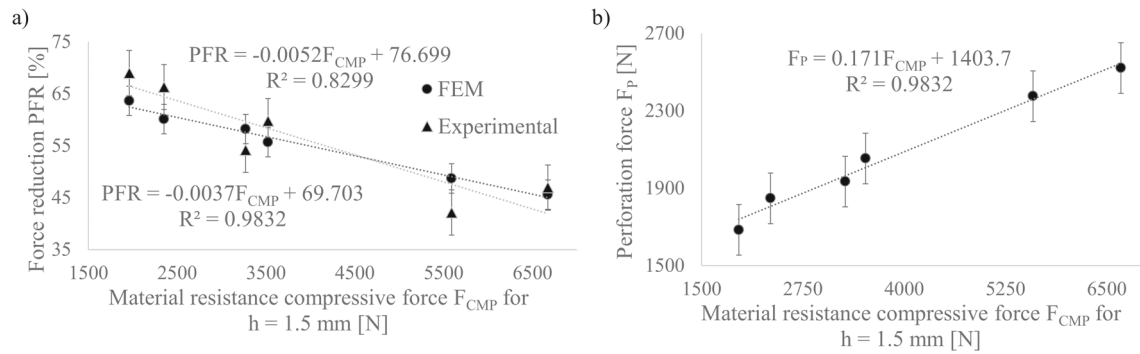 a)
75
65
55
45
35
Force reduction PFR [%]
PFR = -0.0052F_CMP + 76.699
R² = 0.8299
FEM
Experimental
PFR = -0.0037F_CMP + 69.703
R² = 0.9832
1500 2500 3500 4500 5500 6500
Material resistance compressive force F_CMP for
h = 1.5 mm [N]
b)
2700
2300
1900
1500
Perforation force F_P [N]
F_P = 0.171F_CMP + 1403.7
R² = 0.9832
1500 2750 4000 5250 6500
Material resistance compressive force F_CMP for
h = 1.5 mm [N]